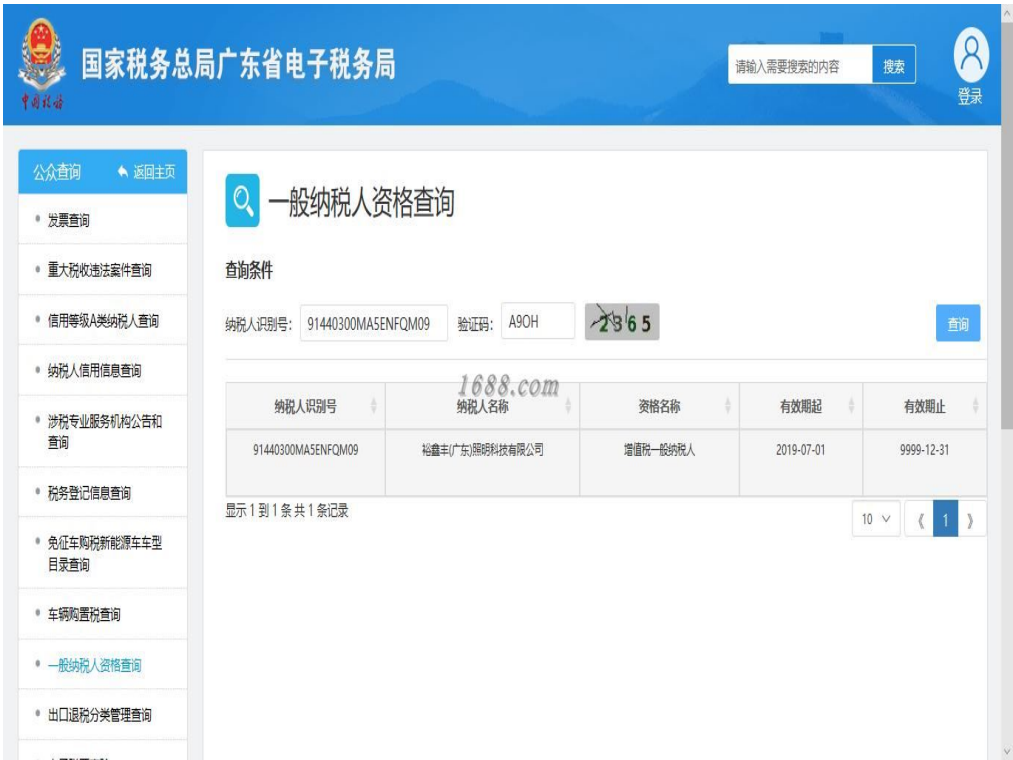 国家税务总局广东省电子税务局
请输入需要搜索的内容
搜索
登录
中国税务
公众查询
返回主页
发票查询
重大税收违法案件查询
信用等级A类纳税人查询
纳税人信用信息查询
涉税专业服务机构公告和
查询
税务登记信息查询
免征车购税新能源车车型
目录查询
车辆购置税查询
一般纳税人资格查询
出口退税分类管理查询
一般纳税人资格查询
查询条件
纳税人识别号: 91440300MA5ENFQM09 验证码: A9OH 2365 查询
1688.com
纳税人识别号 纳税人名称 资格名称 有效期起 有效期止
91440300MA5ENFQM09 裕鑫丰(广东)照明科技有限公司 增值税一般纳税人 2019-07-01 9999-12-31
显示 1 到 1 条 共 1 条记录
10 《 1 》